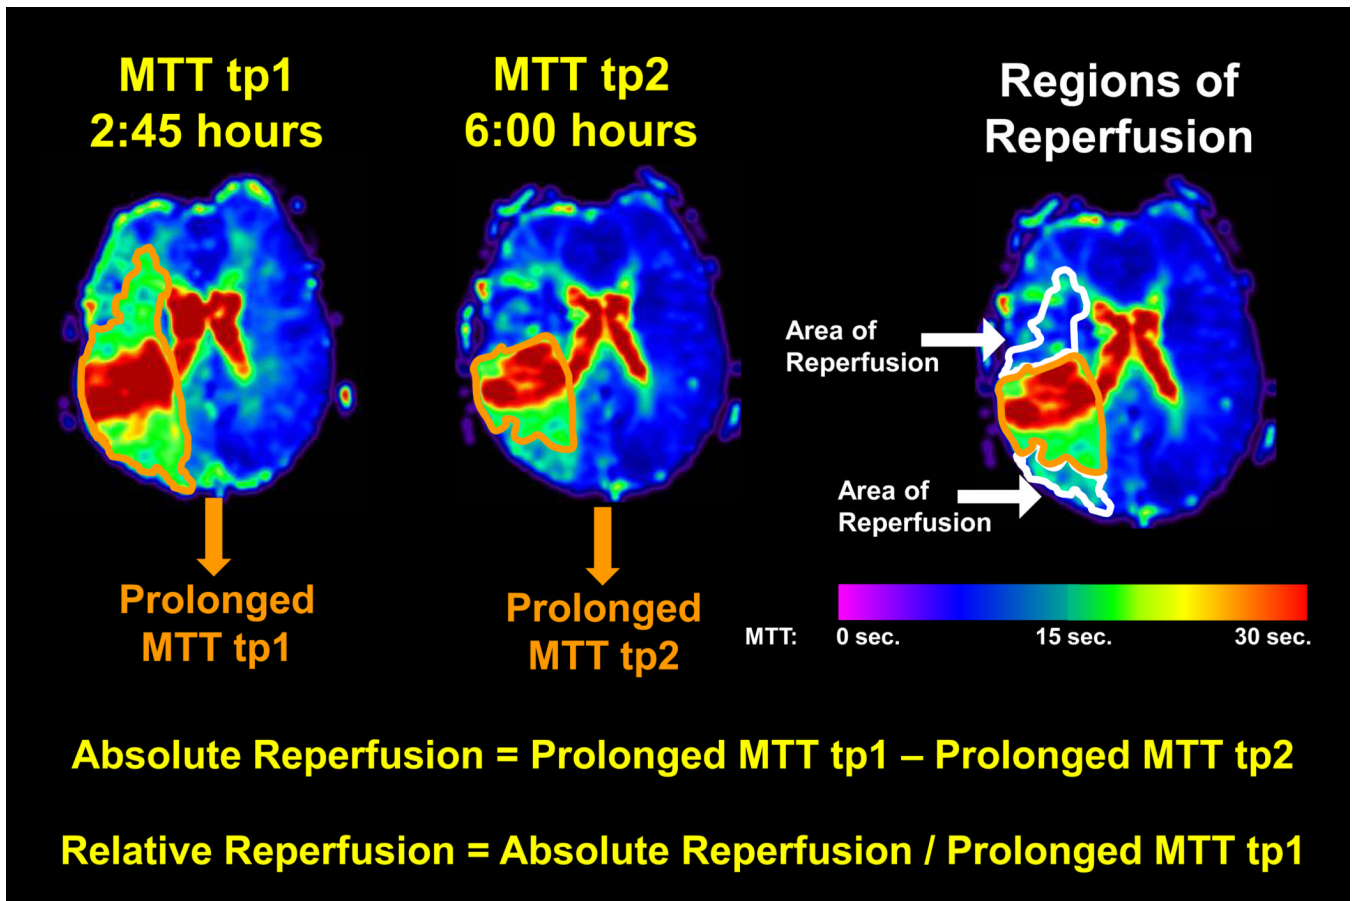 MTT tp1
2:45 hours
MTT tp2
6:00 hours
Regions of
Reperfusion
Area of
Reperfusion
Area of
Reperfusion
Prolonged
MTT tp1
Prolonged
MTT tp2
MTT: 0 sec. 15 sec. 30 sec.
Absolute Reperfusion = Prolonged MTT tp1 – Prolonged MTT tp2
Relative Reperfusion = Absolute Reperfusion / Prolonged MTT tp1